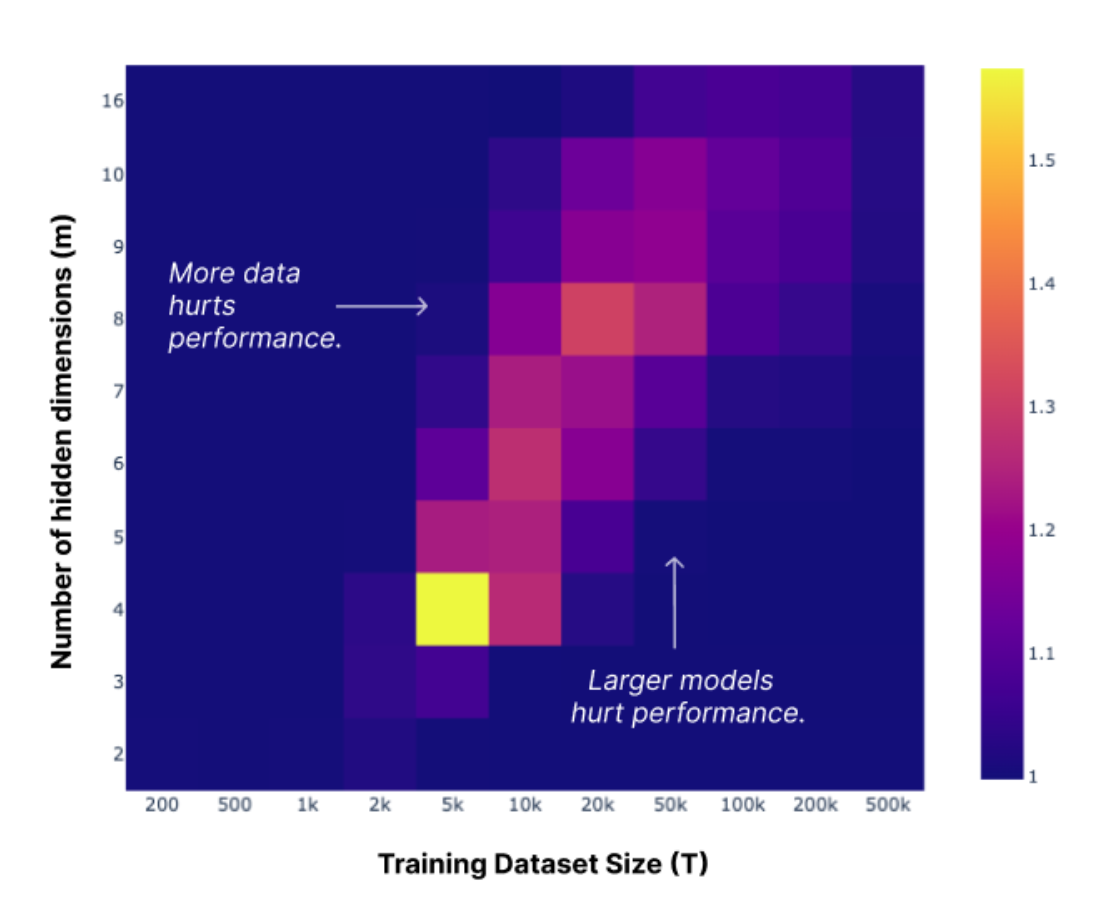 16
10
9
8
7
6
5
4
3
2
Number of hidden dimensions (m)
More data
hurts
performance.
Larger models
hurt performance.
200 500 1k 2k 5k 10k 20k 50k 100k 200k 500k
Training Dataset Size (T)
1.5
1.4
1.3
1.2
1.1
1